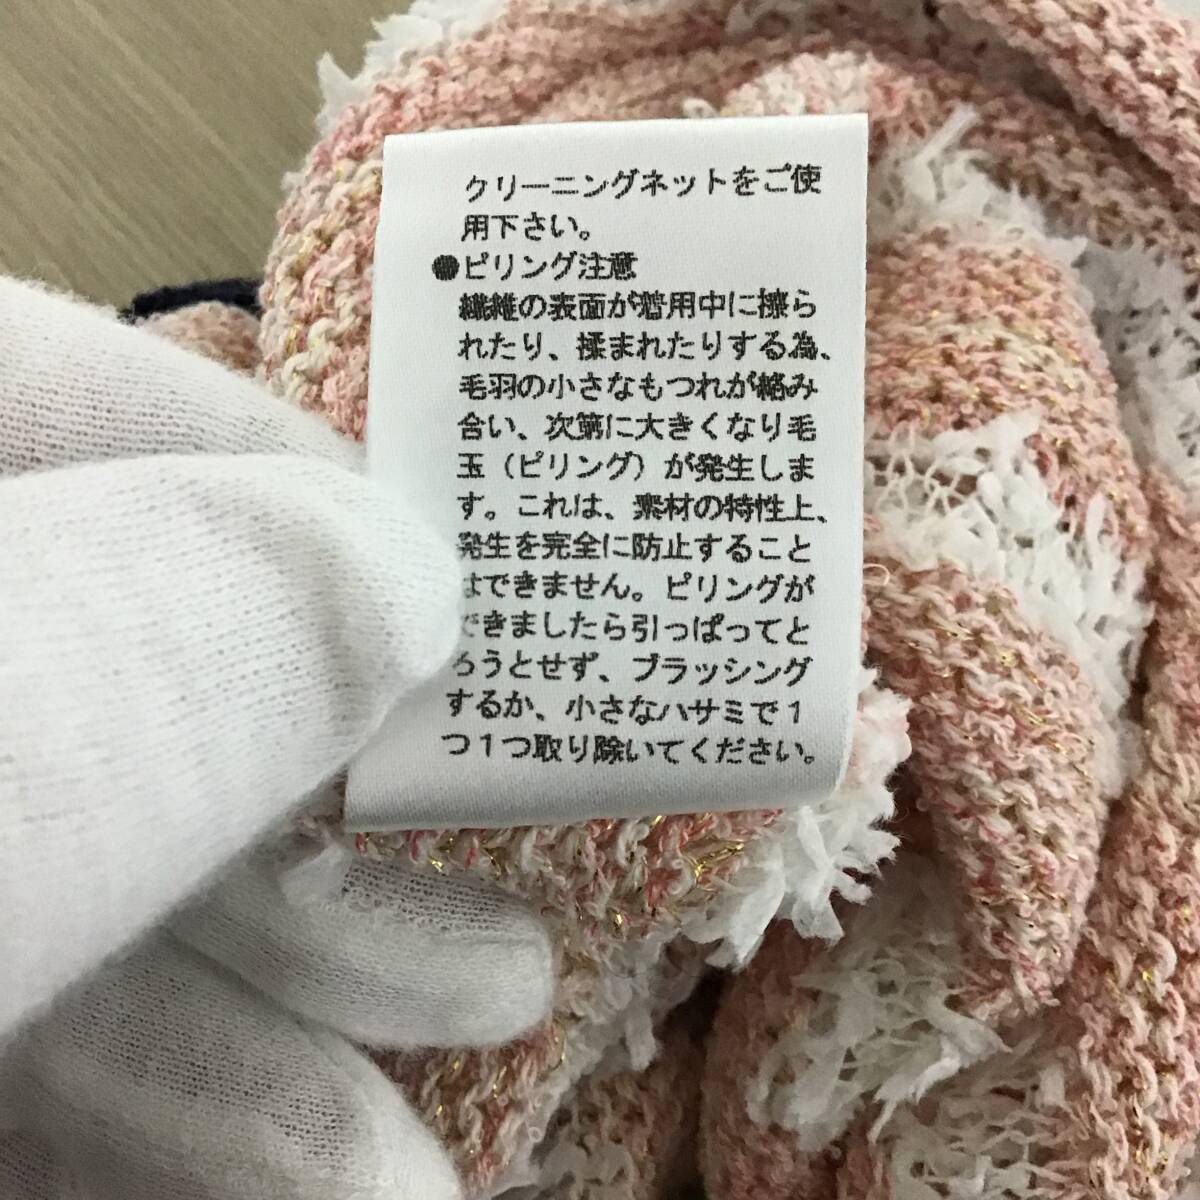 クリーニングネットをご使
用下さい。
●ピリング注意
繊維の表面が着用中に擦ら
れたり、揉まれたりする為、
毛羽の小さなもつれが絡み
合い、次第に大きくなり毛
玉（ピリング）が発生しま
す。これは、素材の特性上、
発生を完全に防止すること
はできません。ピリングが
できましたら引っぱってと
ろうとせず、ブラッシング
するか、小さなハサミで１
つ１つ取り除いてください。